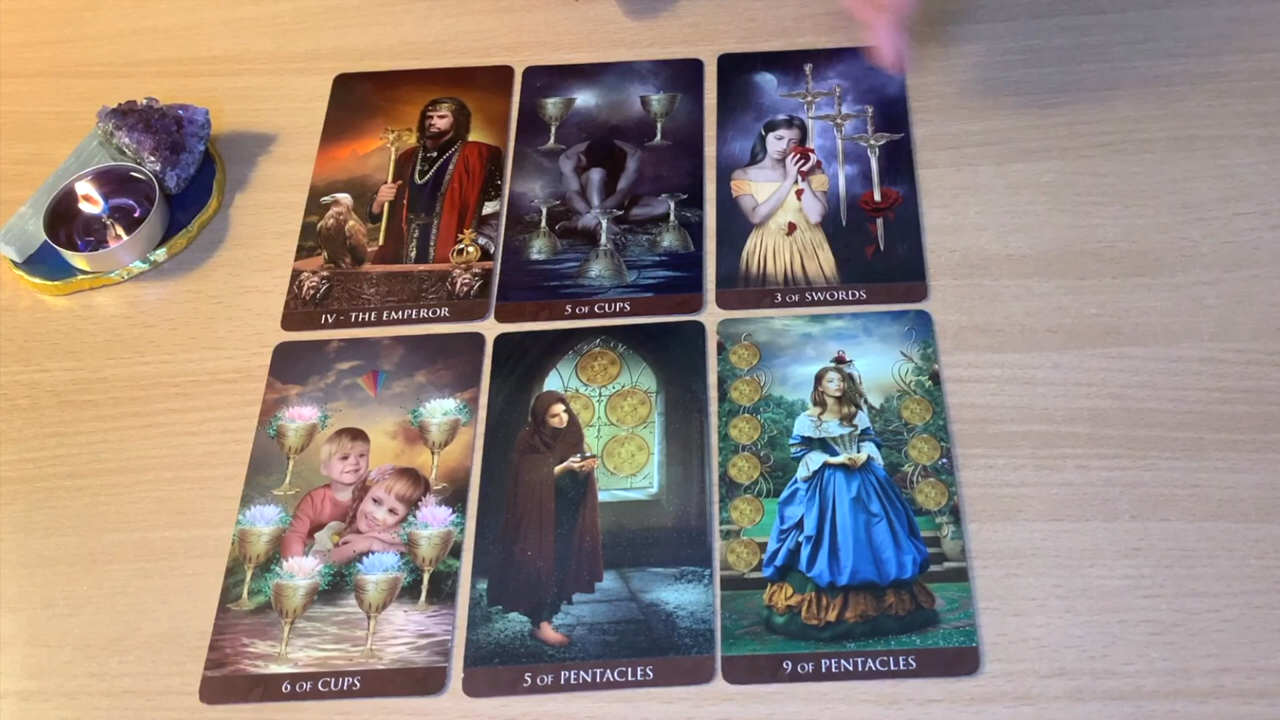 IV - THE EMPEROR
5 OF CUPS
3 OF SWORDS
6 OF CUPS
5 OF PENTACLES
9 OF PENTACLES